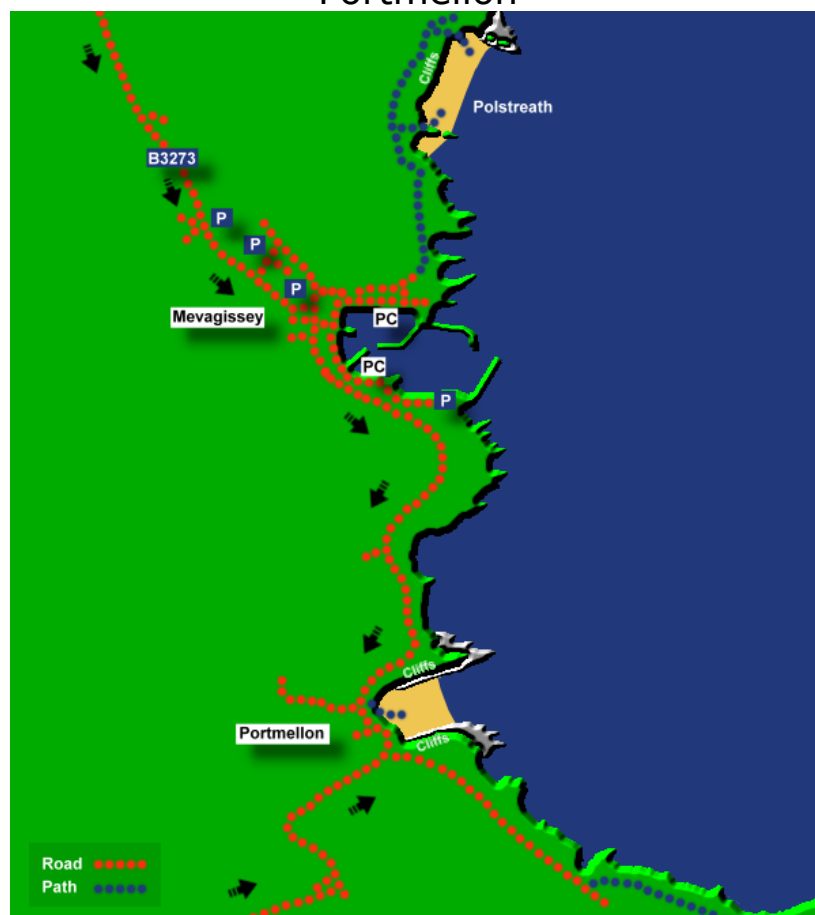 Portmellon
Cliffs
Polstreath
B3273
P
P
P
Mevagissey
PC
PC
P
Cliffs
Portmellon
Cliffs
Road
Path